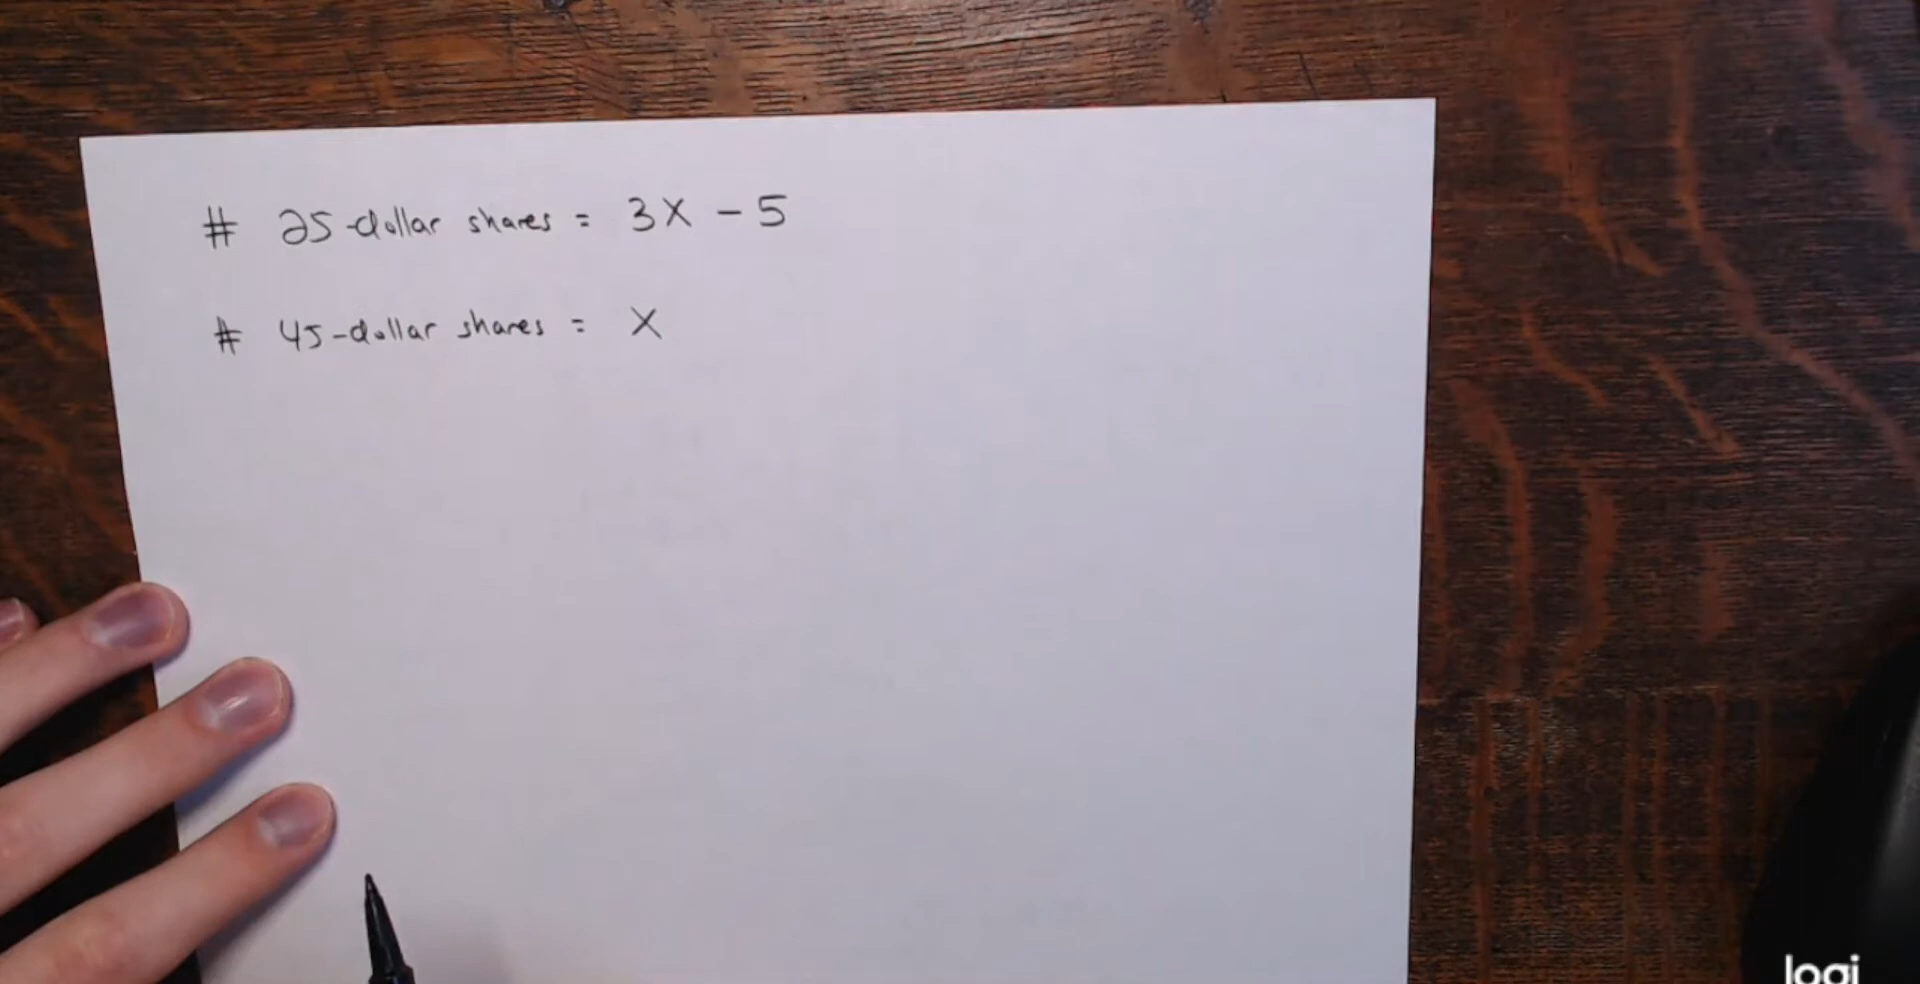 # 25-dollar shares = 3X - 5
# 45-dollar shares = X
logi